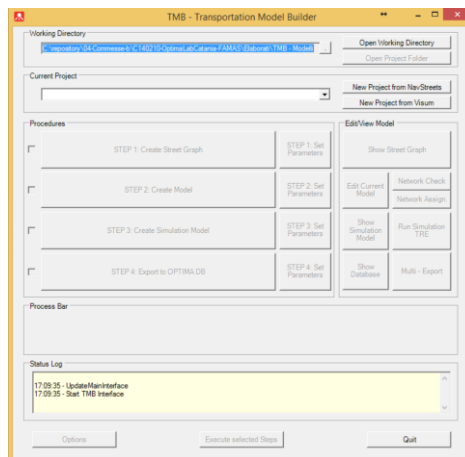 TMB - Transportation Model Builder
Working Directory
C:\repository\04-Commesse-b\C140210-OptimaLabCatania-FAMAS\Elaborati\TMB - Modell
Open Working Directory
Open Project Folder
Current Project
New Project from NavStreets
New Project from Visum
Procedures
STEP 1: Create Street Graph
STEP 1: Set
Parameters
STEP 2: Create Model
STEP 2: Set
Parameters
STEP 3: Create Simulation Model
STEP 3: Set
Parameters
STEP 4: Export to OPTIMA DB
STEP 4: Set
Parameters
Edit/View Model
Show Street Graph
Edit Current
Model
Network Check
Network Assign.
Show
Simulation
Model
Run Simulation
TRE
Show
Database
Multi - Export
Process Bar
Status Log
17:09:35 - UpdateMainInterface
17:09:35 - Start TMB Interface
Options
Execute selected Steps
Quit